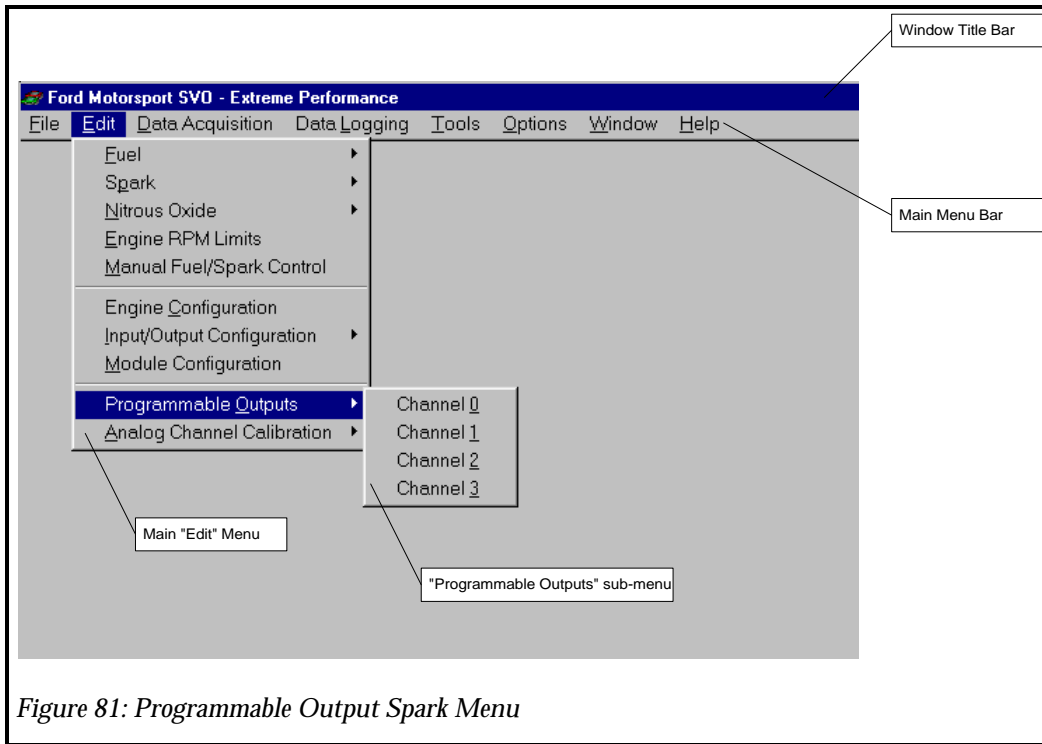 Window Title Bar
Ford Motorsport SVO - Extreme Performance
File Edit Data Acquisition Data Logging Tools Options Window Help
Main Menu Bar
Fuel
Spark
Nitrous Oxide
Engine RPM Limits
Manual Fuel/Spark Control
Engine Configuration
Input/Output Configuration
Module Configuration
Programmable Outputs
Analog Channel Calibration
Channel 0
Channel 1
Channel 2
Channel 3
Main "Edit" Menu
"Programmable Outputs" sub-menu
Figure 81: Programmable Output Spark Menu